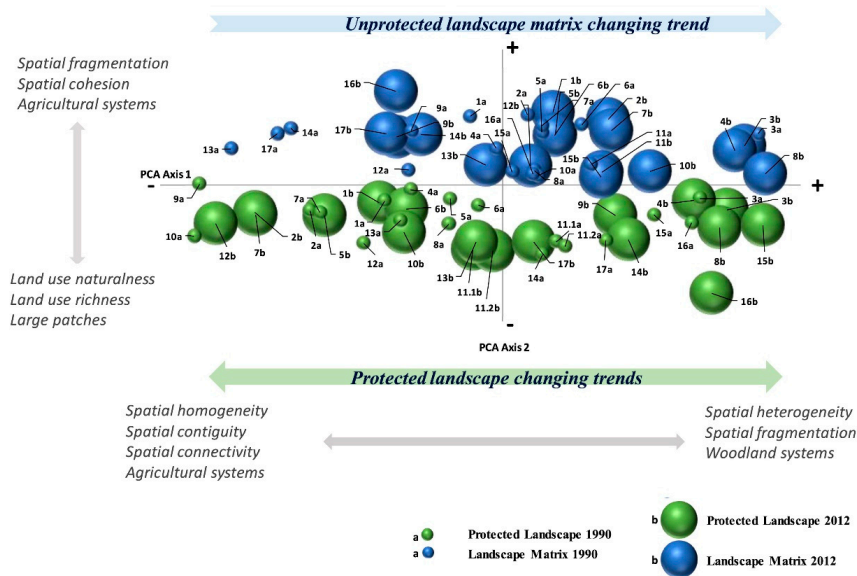 Unprotected landscape matrix changing trend
+
Spatial fragmentation
Spatial cohesion
Agricultural systems
16b
1a
2a
12b
5a
1b
5b
6b
7a
6a
2b
7b
13a
17a
14a
17b
9a
9b
14b
4a
16a
15a
13b
12a
10a
8a
15b
11a
11b
10b
4b
3b
3a
8b
PCA Axis 1
-
+
9a
10a
12b
7b
2b
7a
2a
5b
1b
1a
13a
12a
4a
6b
10b
5a
8a
6a
13b
11.1b
11.2b
14a
11.1a
17b
9b
11.2a
17a
14b
15a
4b
16a
3a
3b
8b
15b
16b
Land use naturalness
Land use richness
Large patches
-
PCA Axis 2
Protected landscape changing trends
Spatial homogeneity
Spatial contiguity
Spatial connectivity
Agricultural systems
Spatial heterogeneity
Spatial fragmentation
Woodland systems
a Protected Landscape 1990
a Landscape Matrix 1990
b Protected Landscape 2012
b Landscape Matrix 2012